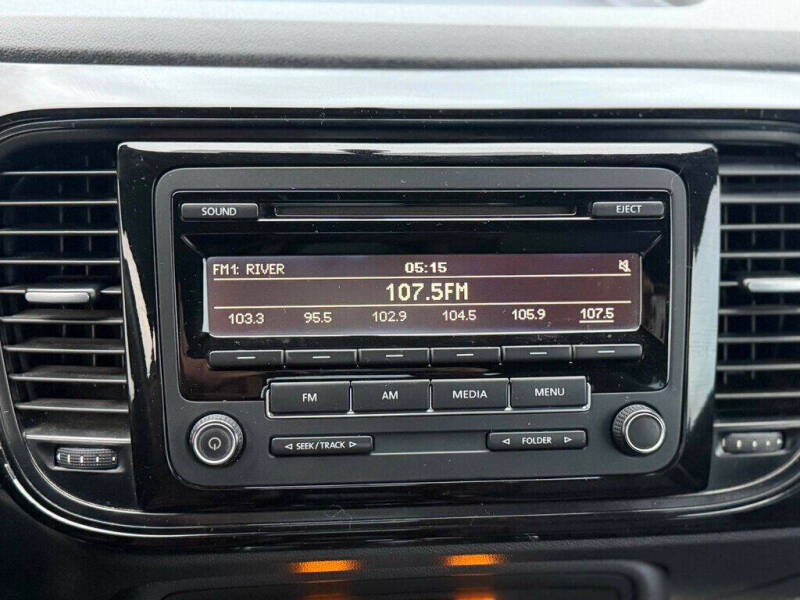 SOUND EJECT
FM1: RIVER 05:15
107.5FM
103.3 95.5 102.9 104.5 105.9 107.5
FM AM MEDIA MENU
SEEK/TRACK FOLDER